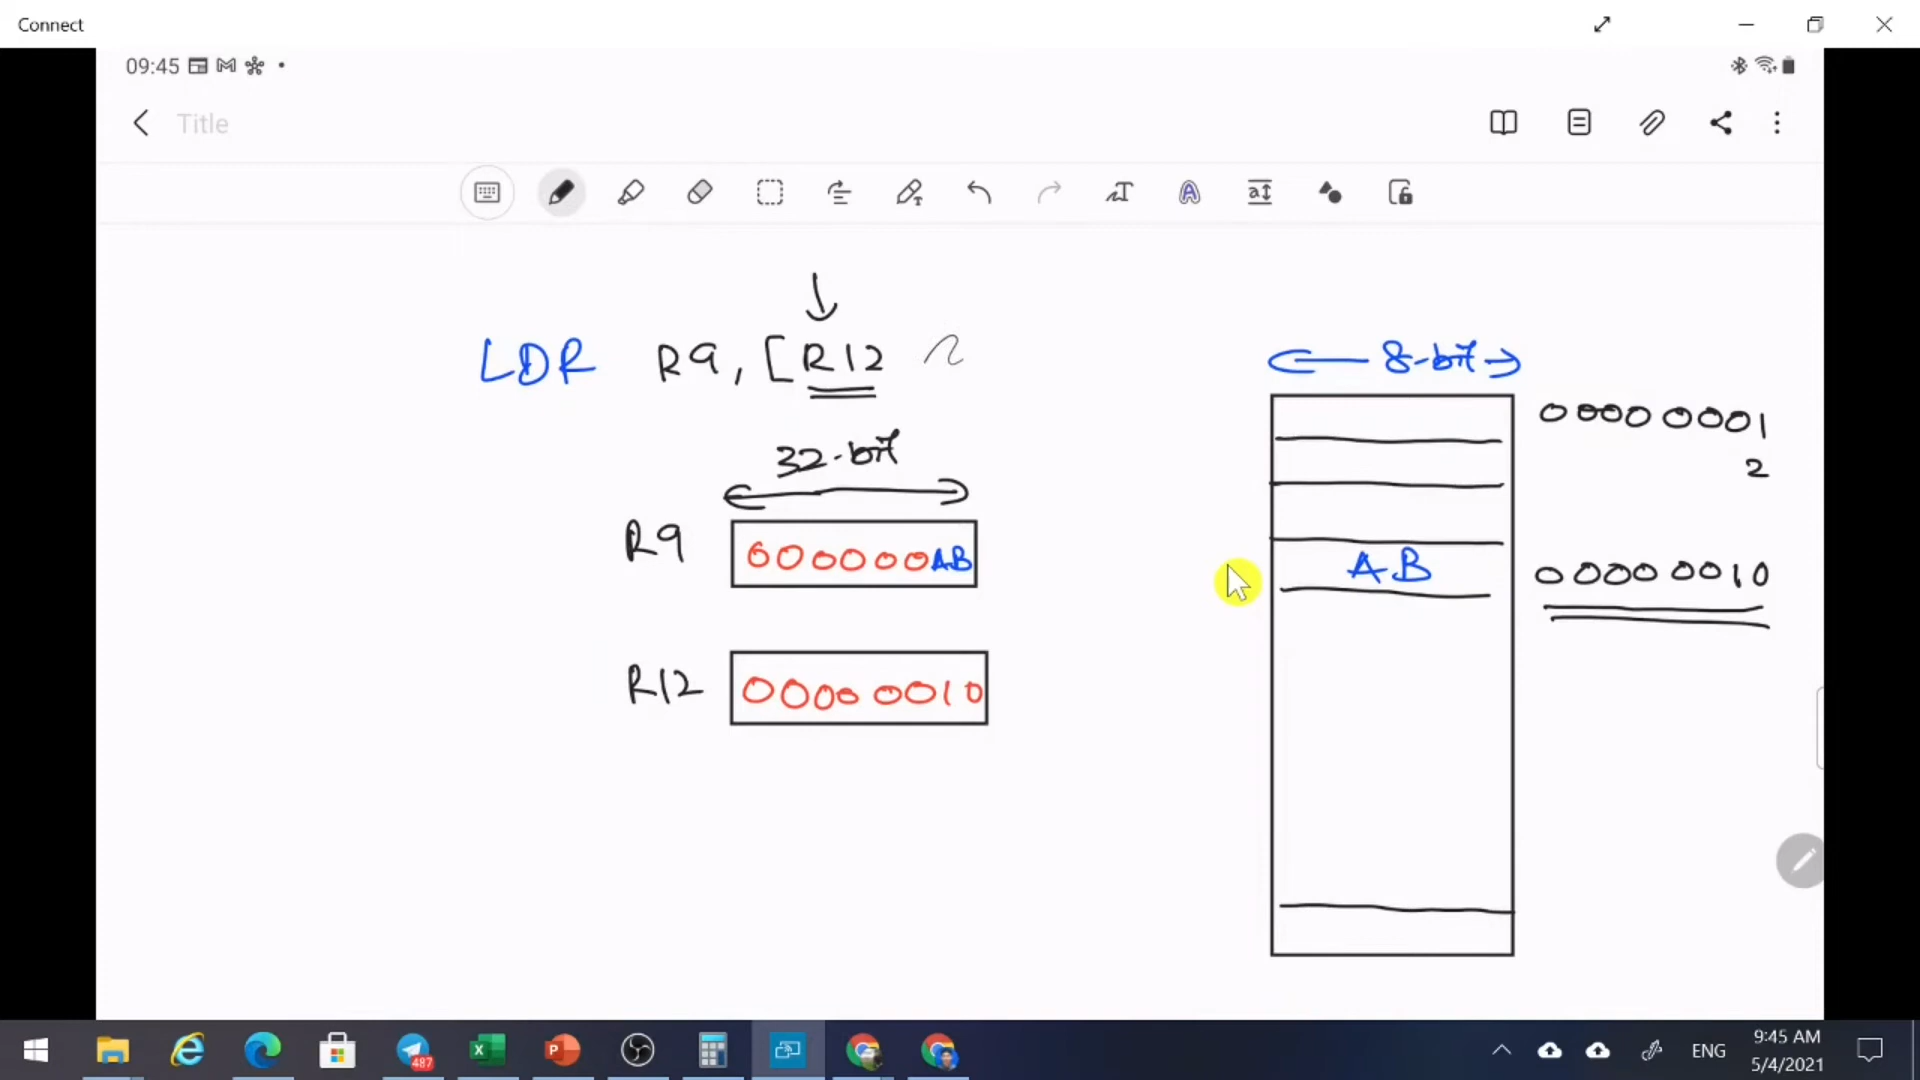 Connect
09:45
Title
LDR R9, [R12
32-bit
R9 000000AB
R12 00000010
8-bit
00000001
2
AB 00000010
487
ENG
9:45 AM
5/4/2021